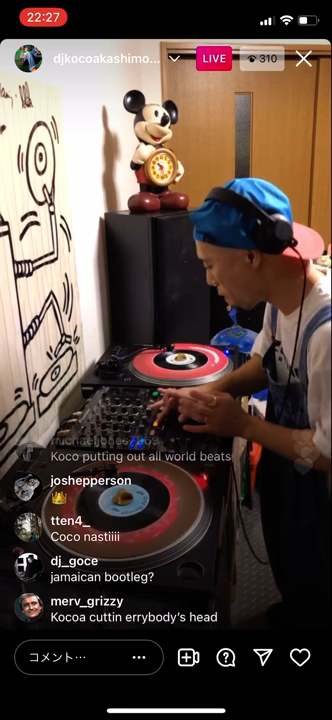 22:27
djkocoakashimo...
LIVE
310
Koco putting out all world beats
joshepperson
👑
tten4_
Coco nastiiii
dj_goce
jamaican bootleg?
merv_grizzy
Kocoa cuttin errybody's head
コメント…